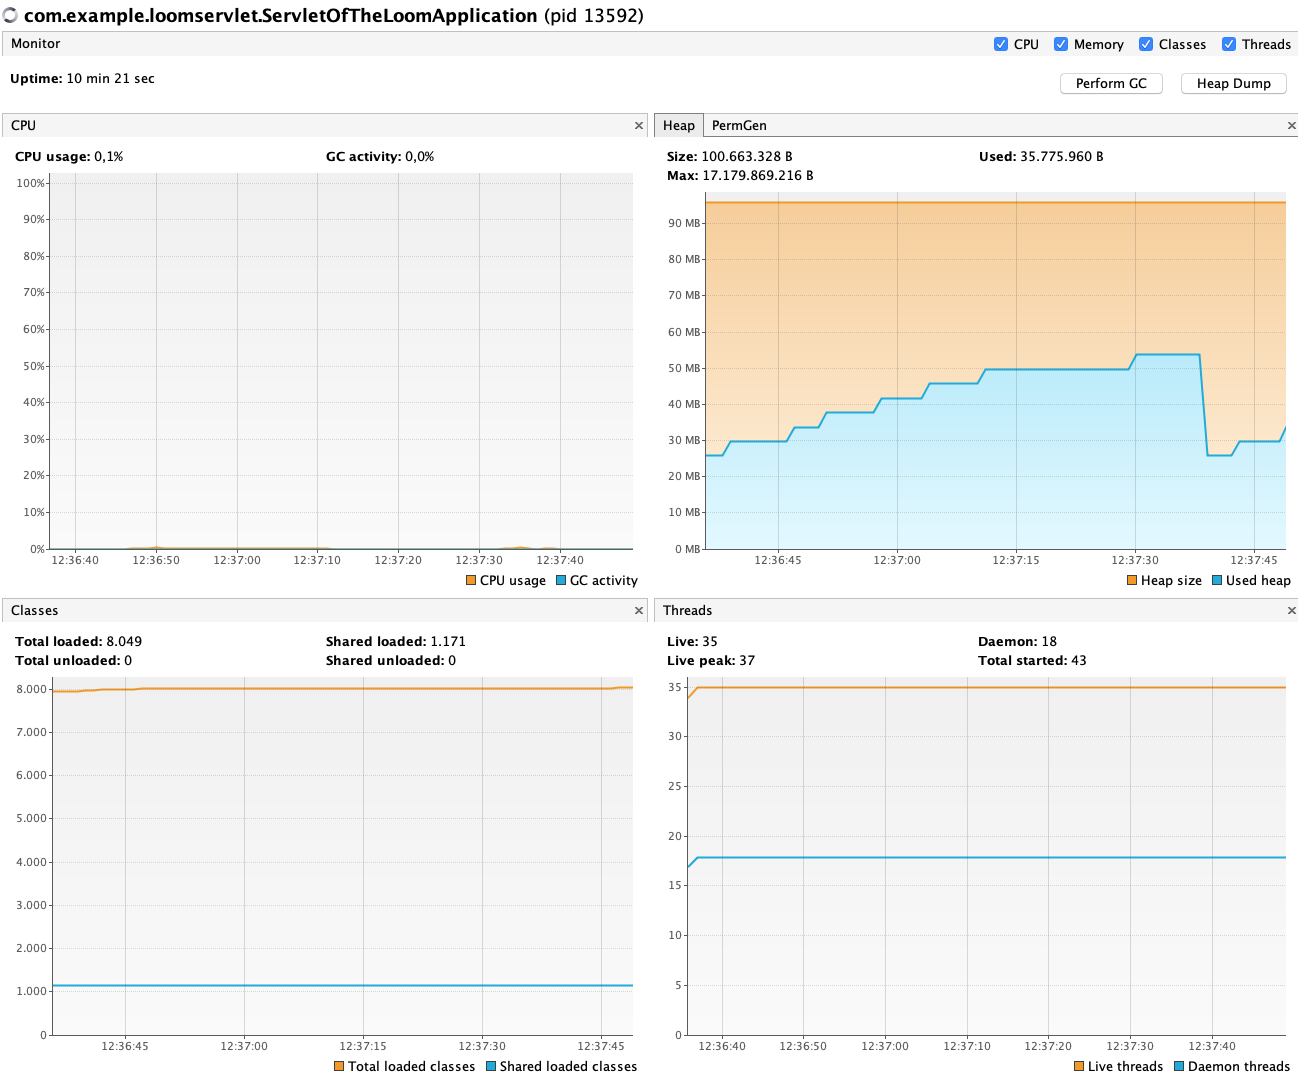 com.example.loomservlet.ServletOfTheLoomApplication (pid 13592)
Monitor
CPU Memory Classes Threads
Uptime: 10 min 21 sec
Perform GC Heap Dump
CPU
CPU usage: 0,1% GC activity: 0,0%
100%
90%
80%
70%
60%
50%
40%
30%
20%
10%
0%
12:36:40 12:36:50 12:37:00 12:37:10 12:37:20 12:37:30 12:37:40
CPU usage GC activity
Heap PermGen
Size: 100.663.328 B Used: 35.775.960 B
Max: 17.179.869.216 B
90 MB
80 MB
70 MB
60 MB
50 MB
40 MB
30 MB
20 MB
10 MB
0 MB
12:36:45 12:37:00 12:37:15 12:37:30 12:37:45
Heap size Used heap
Classes
Total loaded: 8.049 Shared loaded: 1.171
Total unloaded: 0 Shared unloaded: 0
8.000
7.000
6.000
5.000
4.000
3.000
2.000
1.000
0
12:36:45 12:37:00 12:37:15 12:37:30 12:37:45
Total loaded classes Shared loaded classes
Threads
Live: 35 Daemon: 18
Live peak: 37 Total started: 43
35
30
25
20
15
10
5
0
12:36:40 12:36:50 12:37:00 12:37:10 12:37:20 12:37:30 12:37:40
Live threads Daemon threads